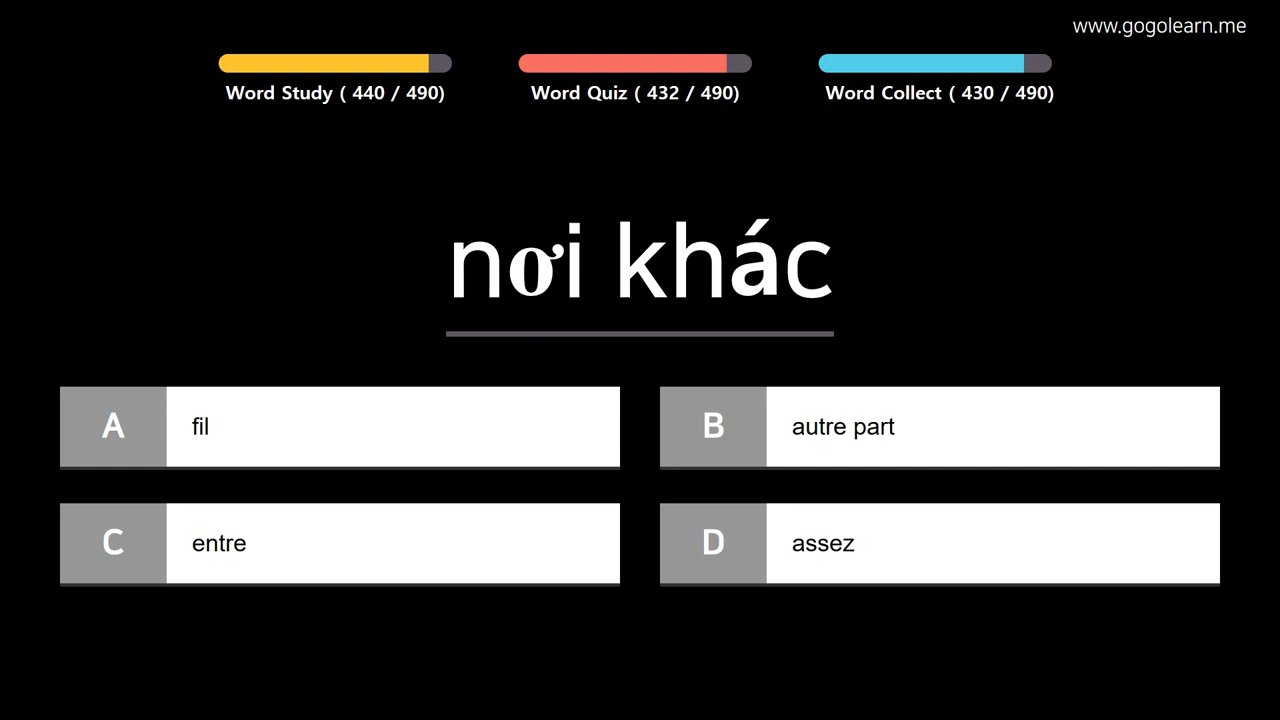 www.gogolearn.me
Word Study ( 440 / 490)
Word Quiz ( 432 / 490)
Word Collect ( 430 / 490)
nơi khác
A fil
B autre part
C entre
D assez